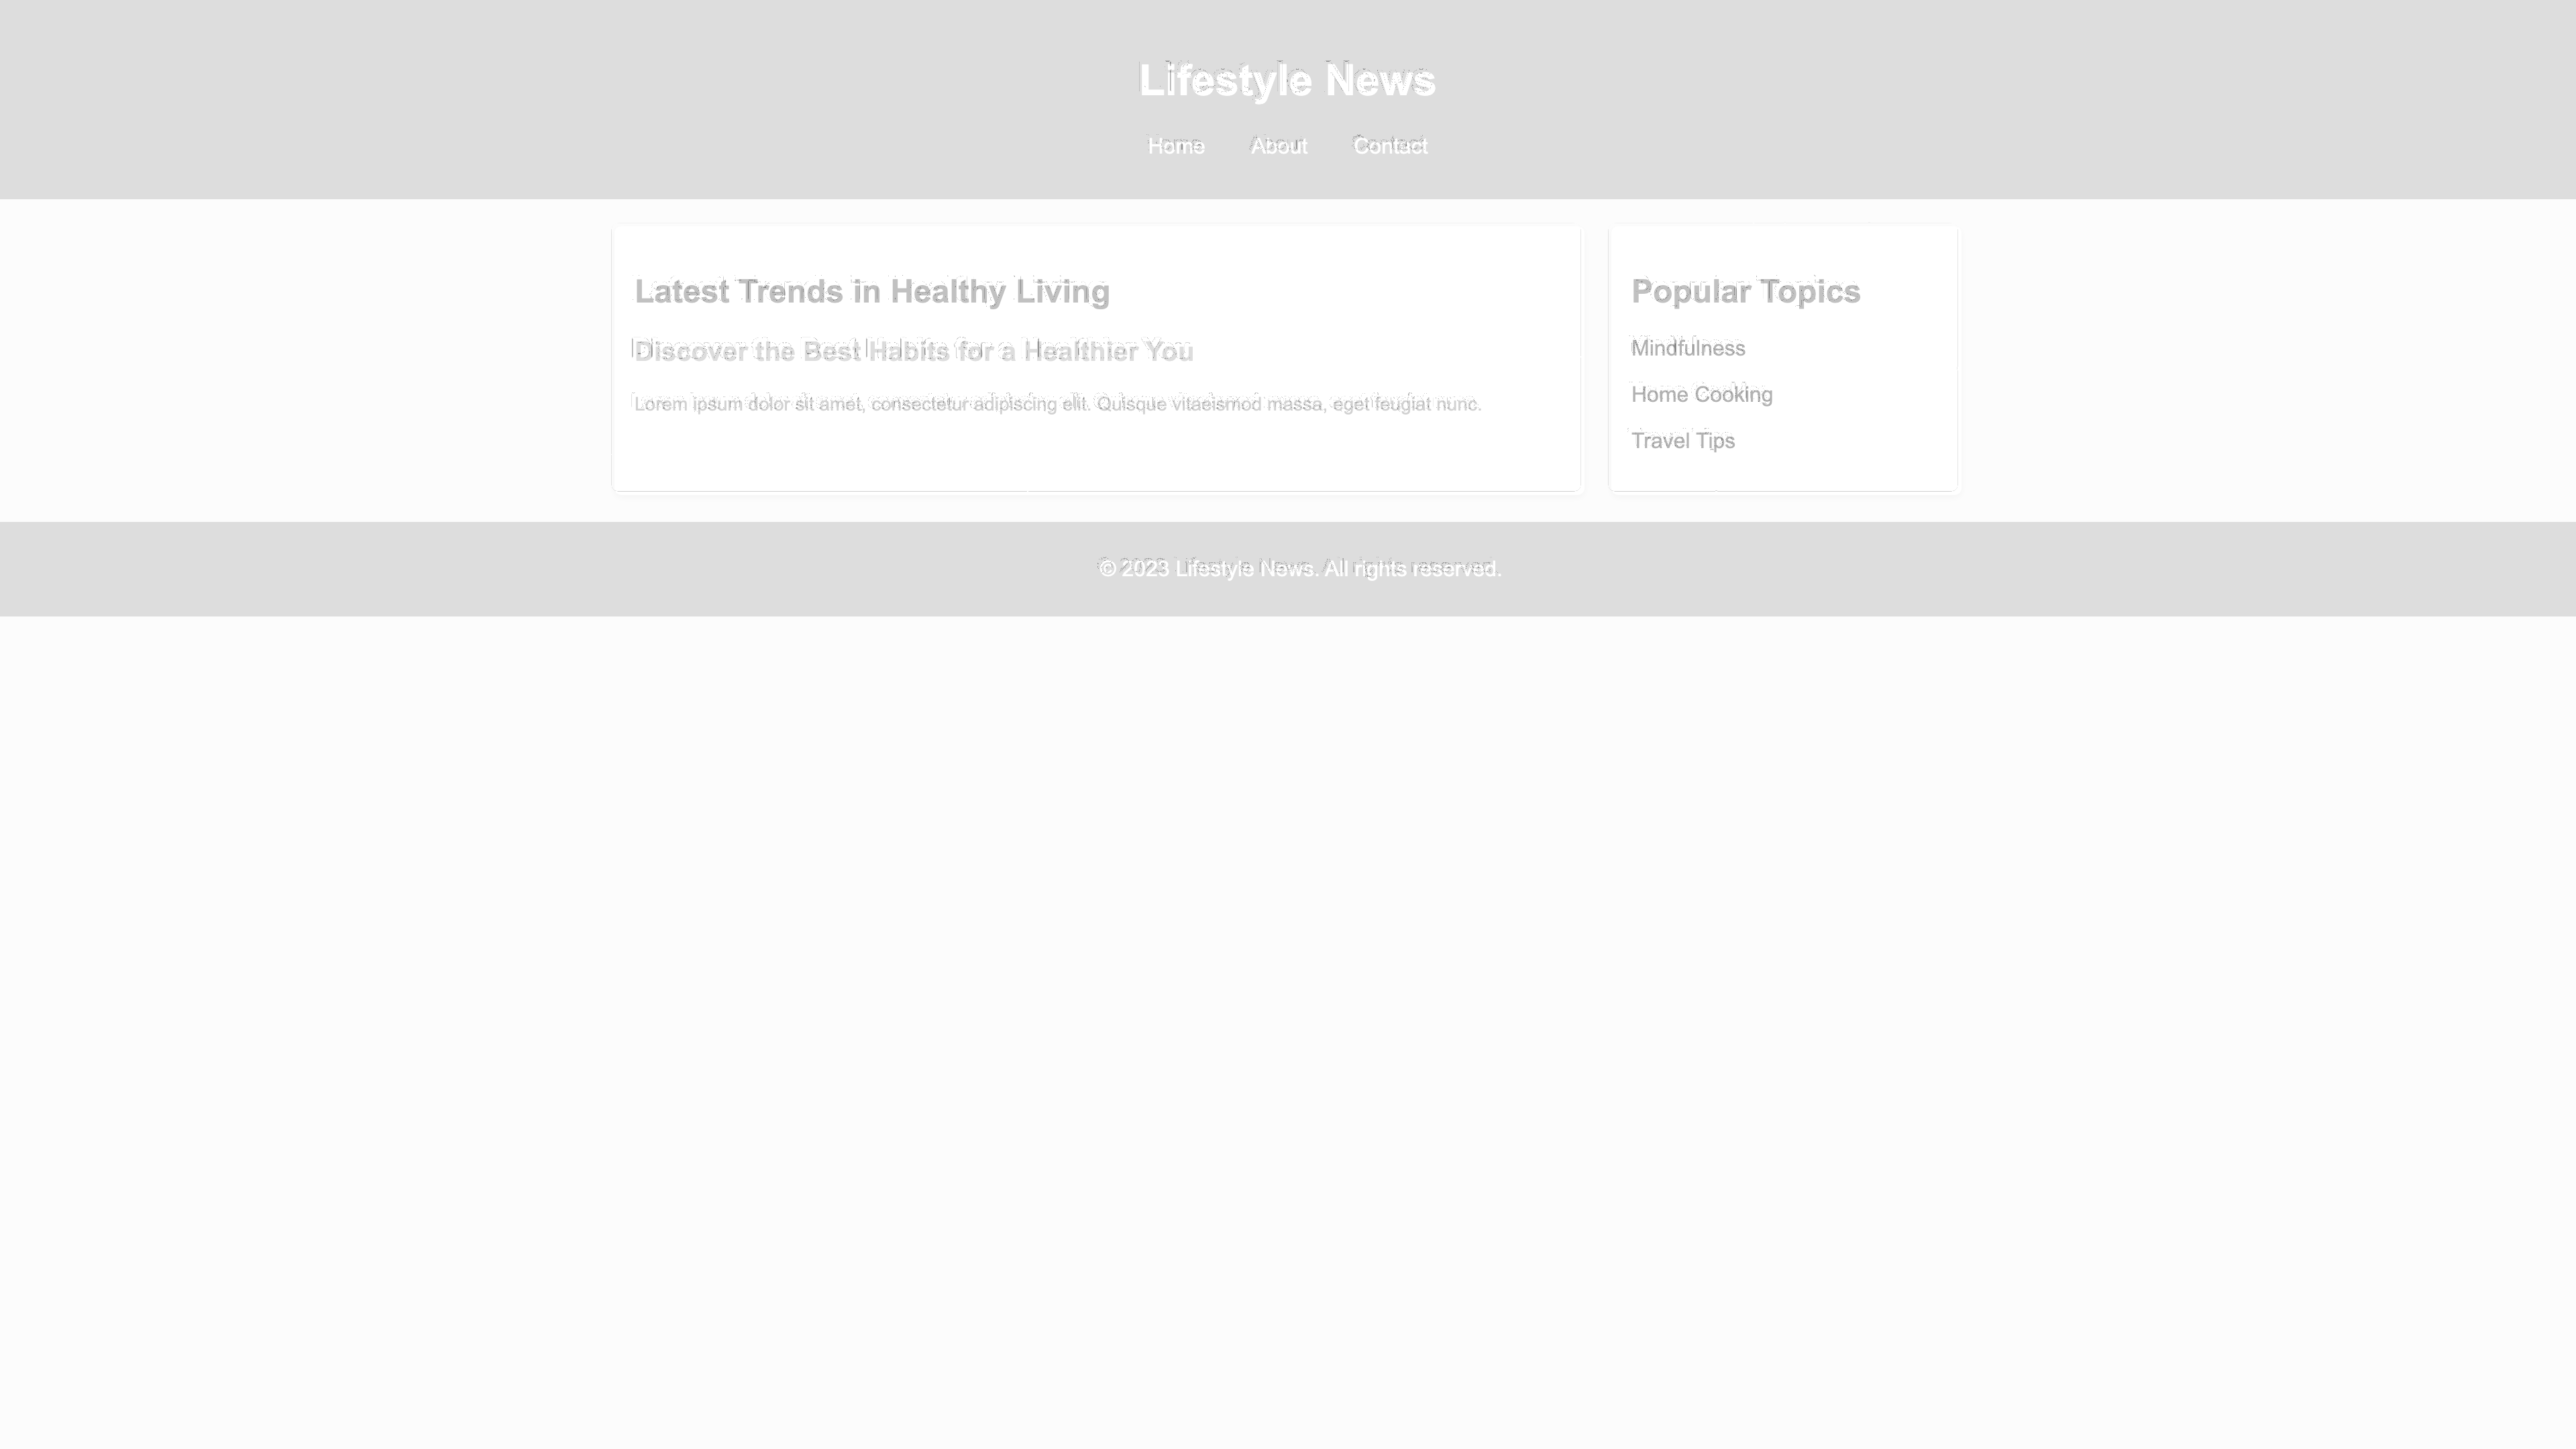 Lifestyle News
Home About Contact
Latest Trends in Healthy Living
Discover the Best Habits for a Healthier You
Lorem ipsum dolor sit amet, consectetur adipiscing elit. Quisque vitaeismod massa, eget feugiat nunc.
Popular Topics
Mindfulness
Home Cooking
Travel Tips
© 2023 Lifestyle News. All rights reserved.